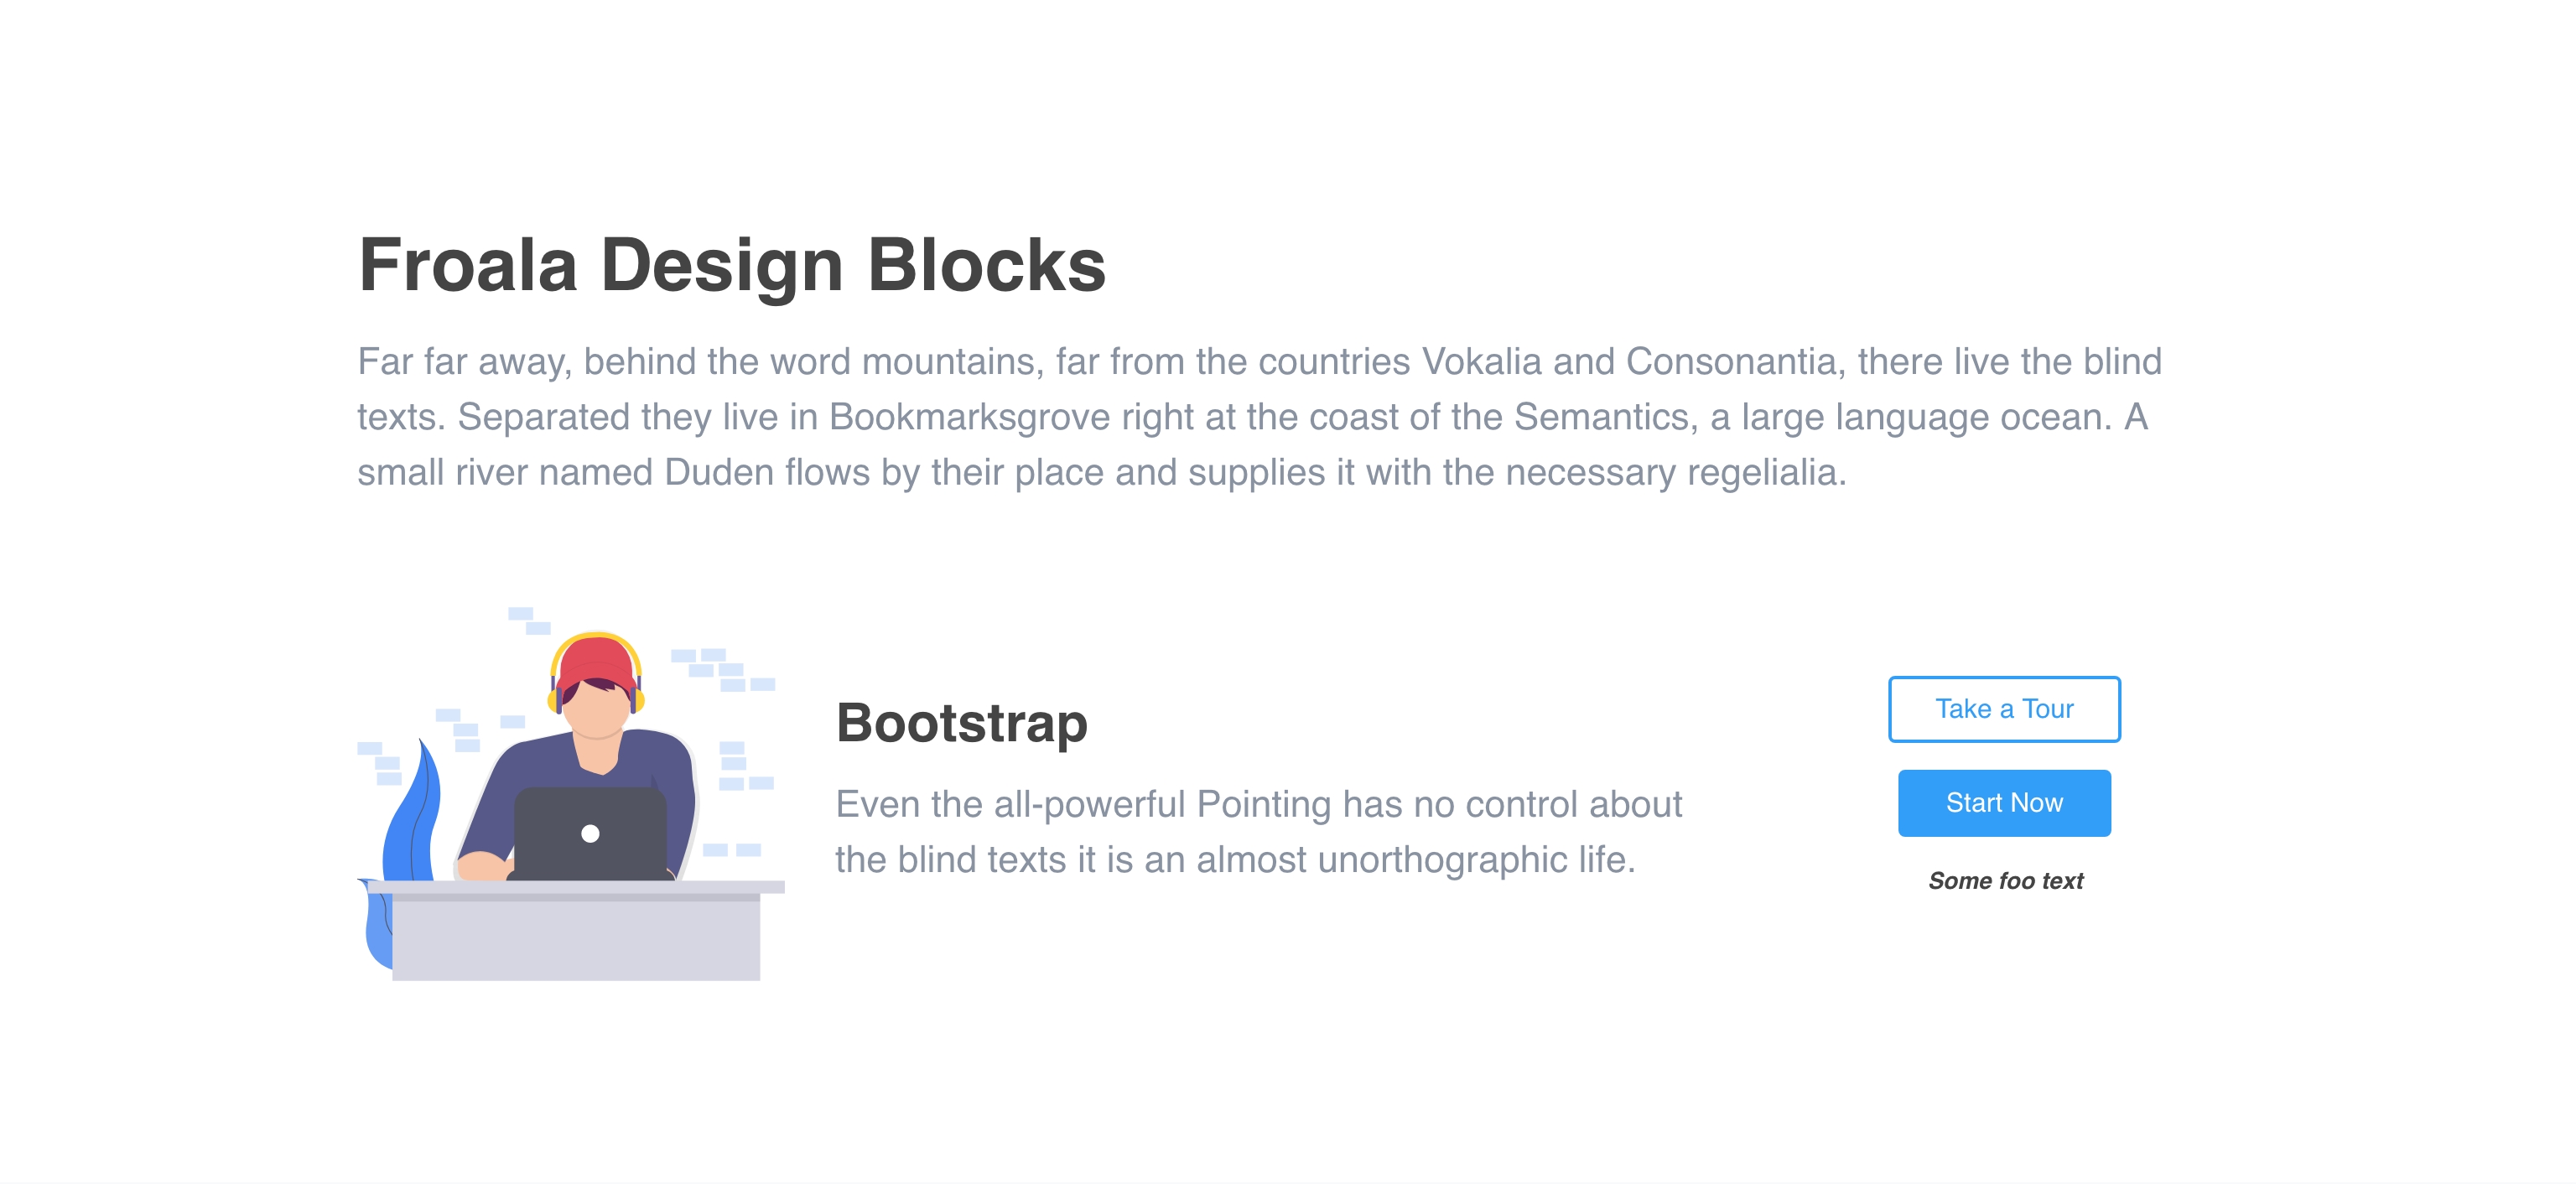 Froala Design Blocks
Far far away, behind the word mountains, far from the countries Vokalia and Consonantia, there live the blind
texts. Separated they live in Bookmarksgrove right at the coast of the Semantics, a large language ocean. A
small river named Duden flows by their place and supplies it with the necessary regelialia.
Bootstrap
Even the all-powerful Pointing has no control about
the blind texts it is an almost unorthographic life.
Take a Tour
Start Now
Some foo text